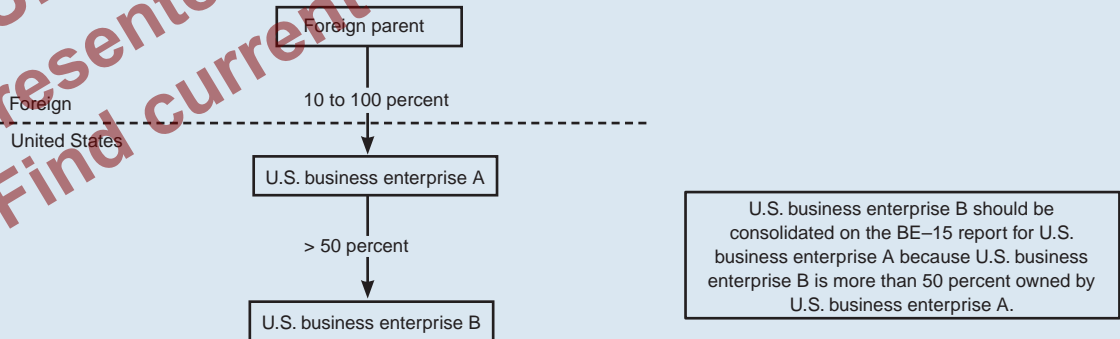 resente
Find current
Foreign parent
Foreign
10 to 100 percent
United States
U.S. business enterprise A
> 50 percent
U.S. business enterprise B
U.S. business enterprise B should be
consolidated on the BE–15 report for U.S.
business enterprise A because U.S. business
enterprise B is more than 50 percent owned by
U.S. business enterprise A.